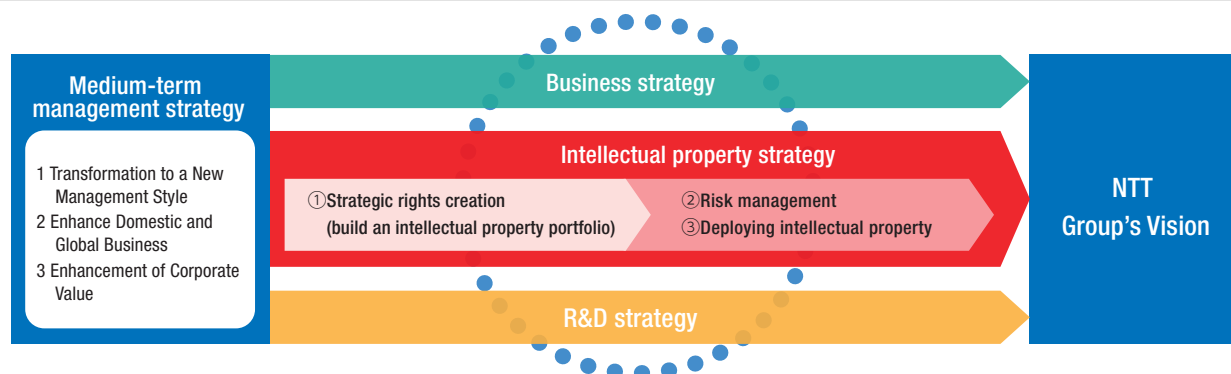 Medium-term
management strategy
1 Transformation to a New
Management Style
2 Enhance Domestic and
Global Business
3 Enhancement of Corporate
Value
Business strategy
Intellectual property strategy
①Strategic rights creation
(build an intellectual property portfolio)
②Risk management
③Deploying intellectual property
R&D strategy
NTT
Group's Vision